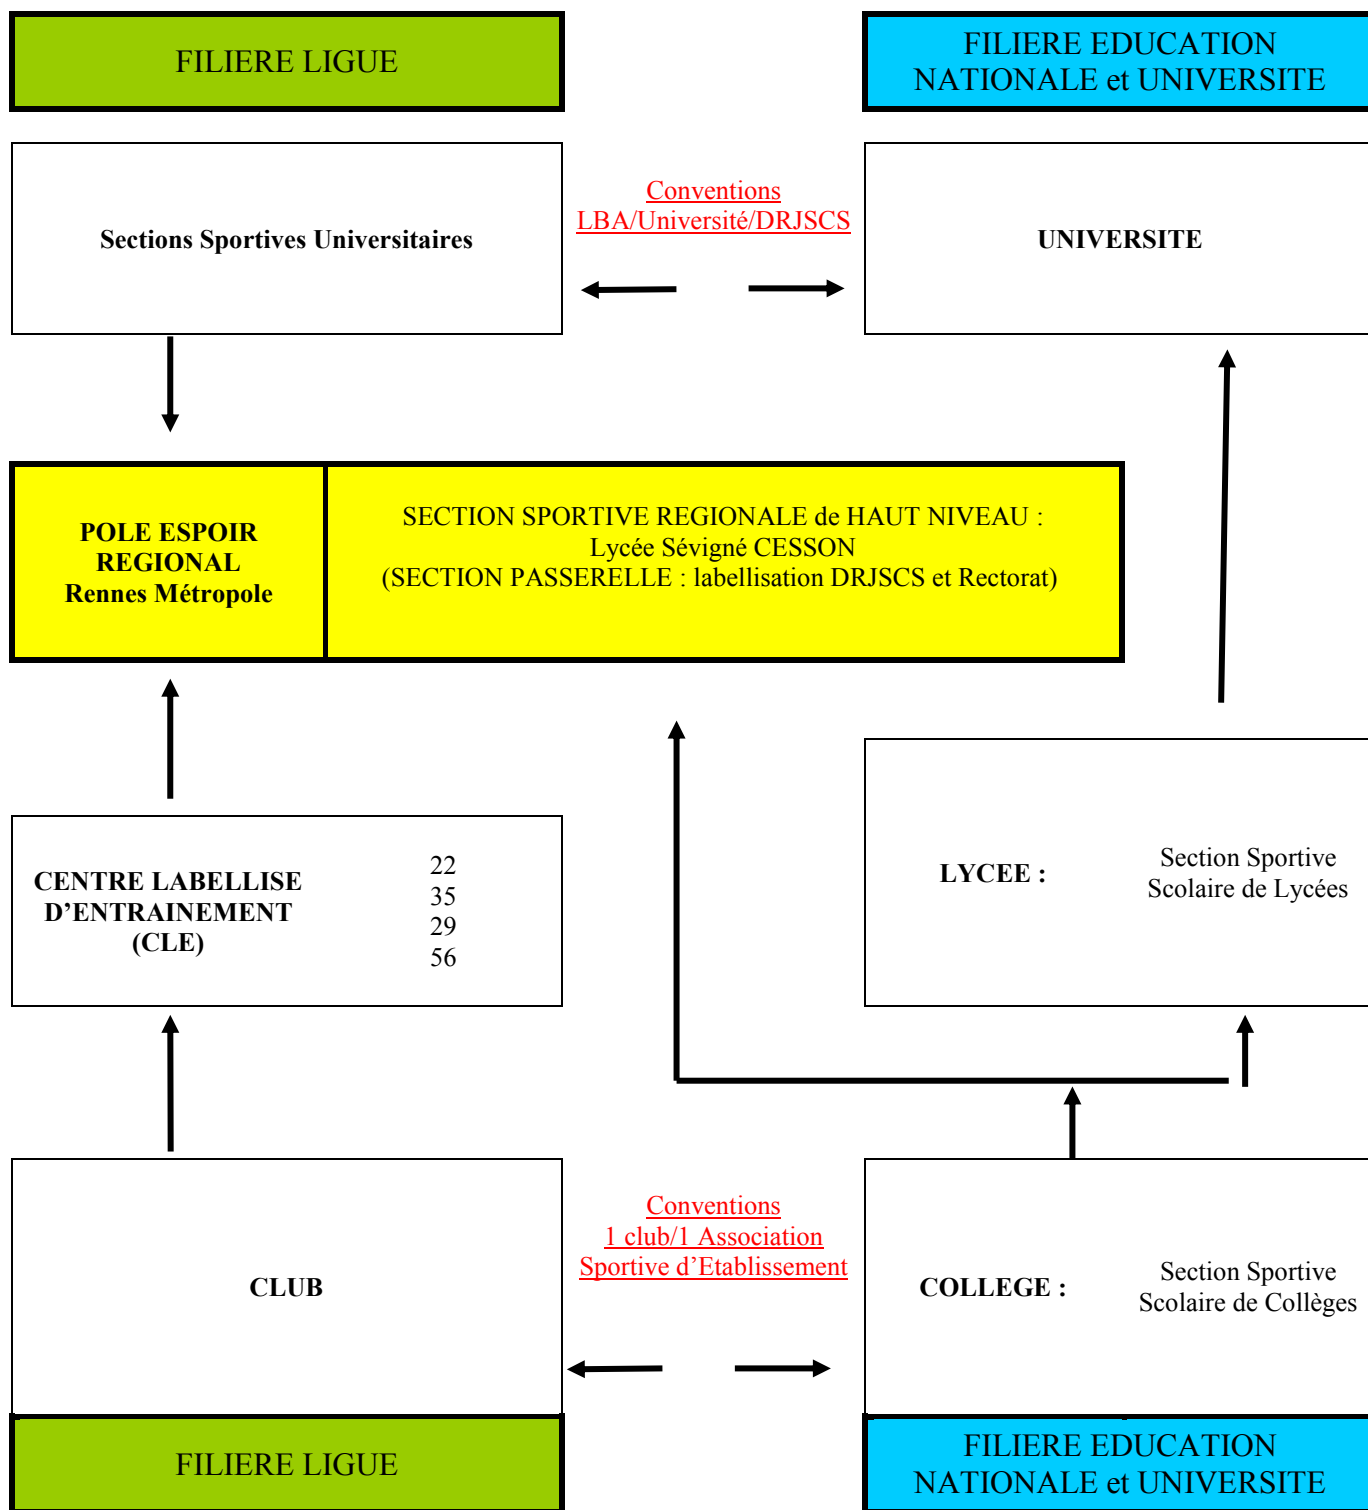 FILIERE LIGUE
FILIERE EDUCATION
NATIONALE et UNIVERSITE
Sections Sportives Universitaires
Conventions
LBA/Université/DRJSCS
UNIVERSITE
POLE ESPOIR
REGIONAL
Rennes Métropole
SECTION SPORTIVE REGIONALE de HAUT NIVEAU :
Lycée Sévigné CESSON
(SECTION PASSERELLE : labellisation DRJSCS et Rectorat)
CENTRE LABELLISE
D’ENTRAINEMENT
(CLE)
22
35
29
56
LYCEE :
Section Sportive
Scolaire de Lycées
CLUB
Conventions
1 club/1 Association
Sportive d’Etablissement
COLLEGE :
Section Sportive
Scolaire de Collèges
FILIERE LIGUE
FILIERE EDUCATION
NATIONALE et UNIVERSITE